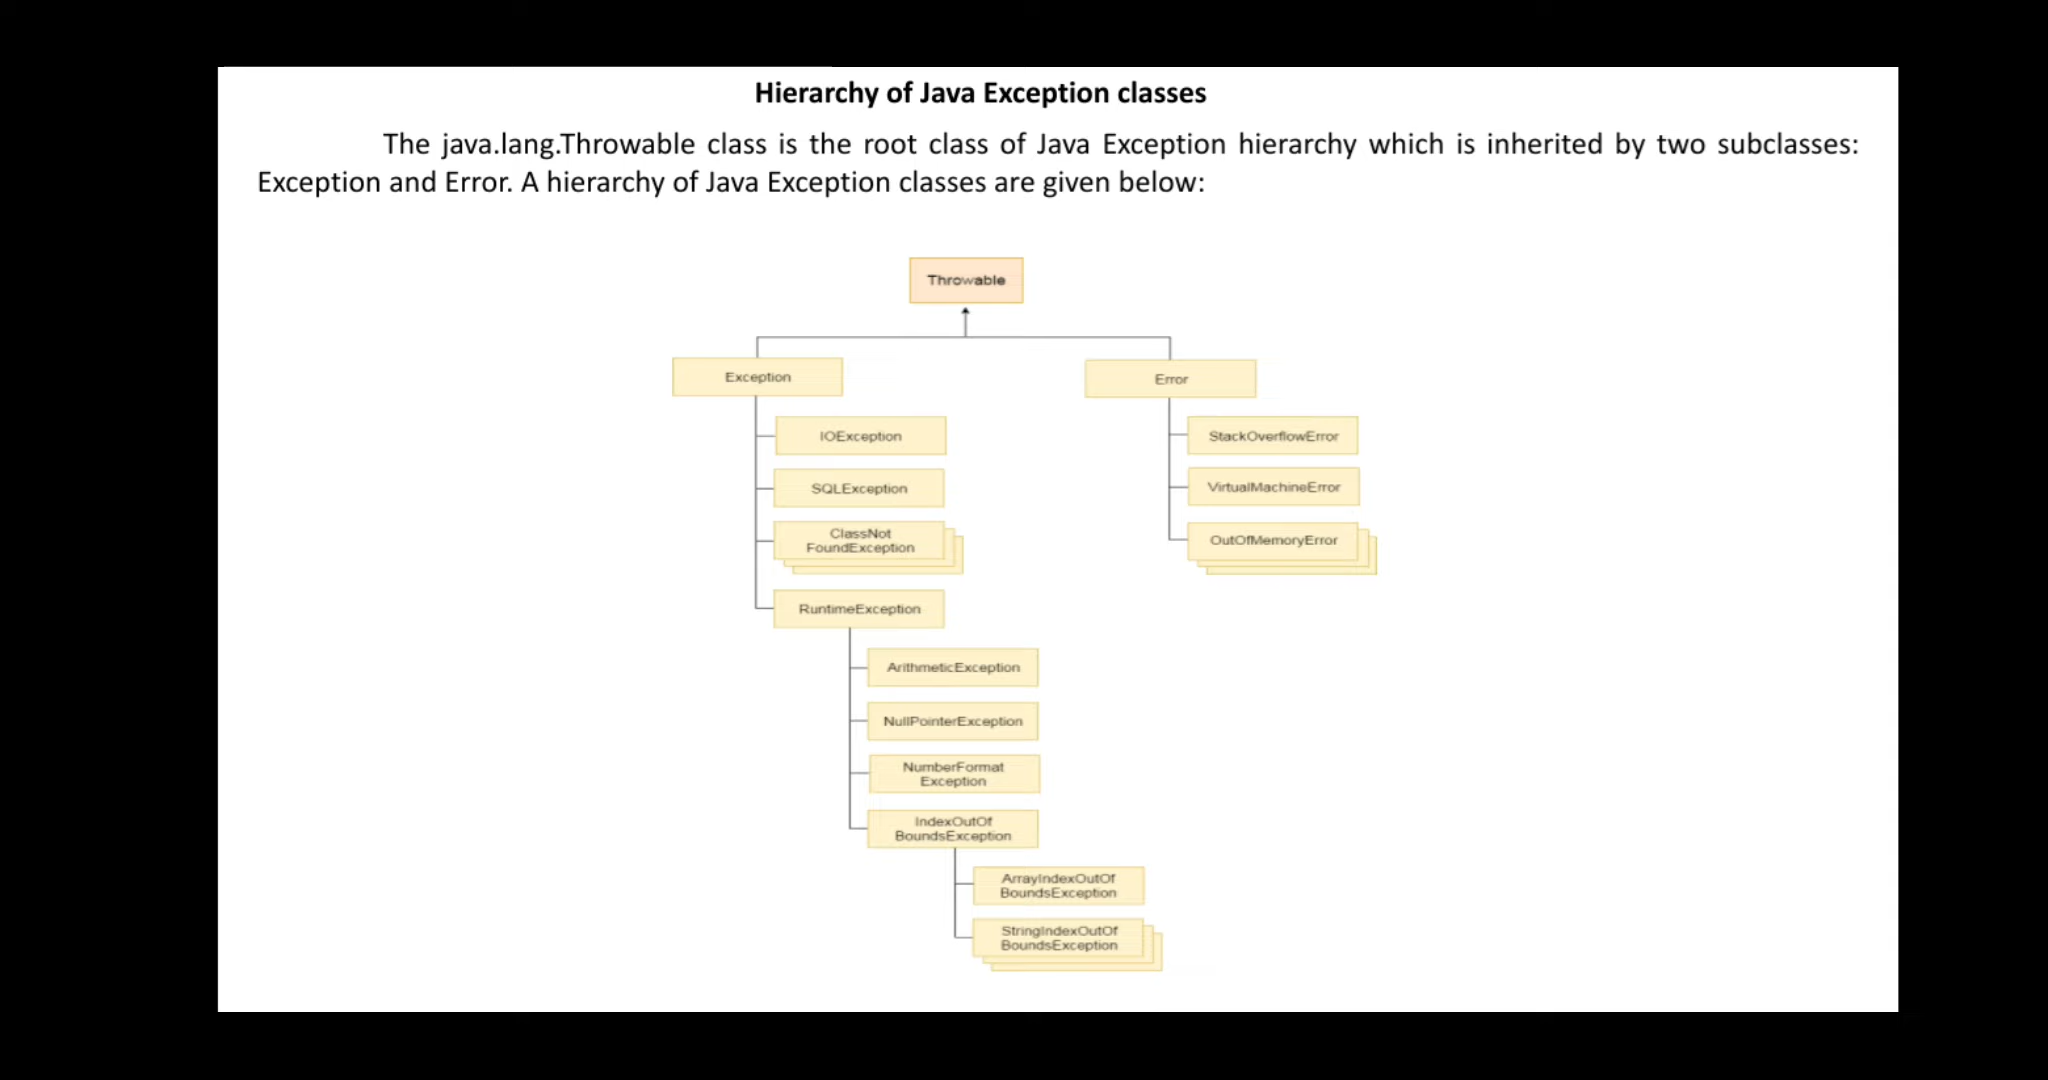 Hierarchy of Java Exception classes
The java.lang.Throwable class is the root class of Java Exception hierarchy which is inherited by two subclasses:
Exception and Error. A hierarchy of Java Exception classes are given below:
Throwable
Exception
Error
IOException
StackOverflowError
SQLException
VirtualMachineError
ClassNot
FoundException
OutOfMemoryError
RuntimeException
ArithmeticException
NullPointerException
NumberFormat
Exception
IndexOutOf
BoundsException
ArrayIndexOutOf
BoundsException
StringIndexOutOf
BoundsException